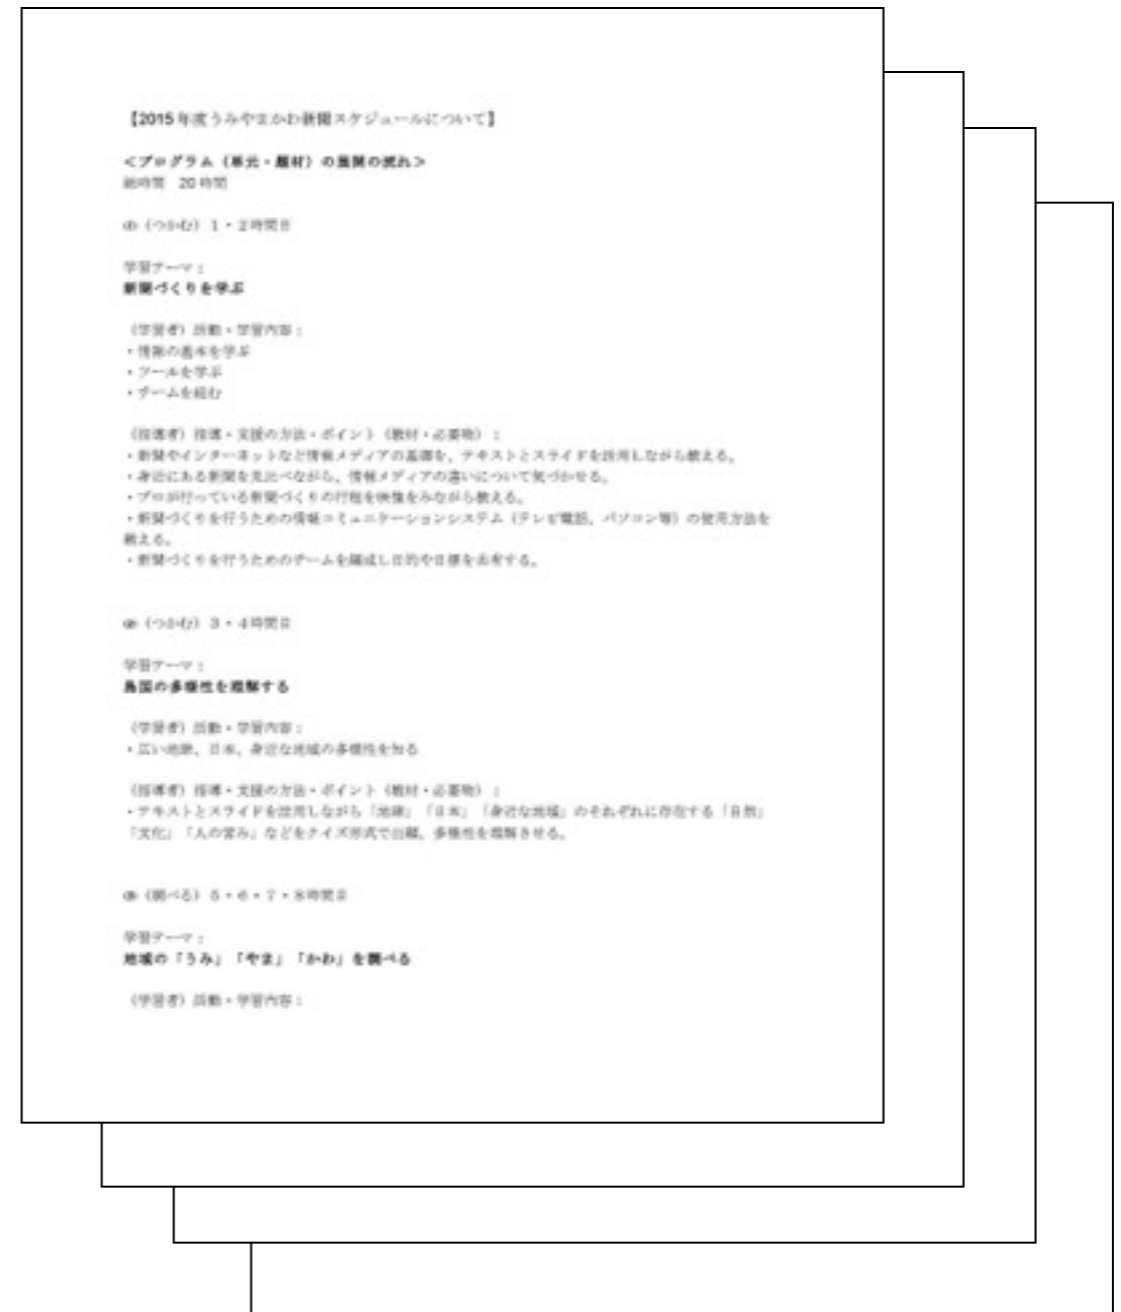 【2015年度うみやまかわ新聞スケジュールについて】
＜プログラム（単元・題材）の展開の流れ＞
総時間　20時間
（つかむ）１・２時間目
学習テーマ：
新聞づくりを学ぶ
（学習者）活動・学習内容：
・情報の基本を学ぶ
・ツールを学ぶ
・チームを組む
（指導者）指導・支援の方法・ポイント（教材・必要物）：
・新聞やインターネットなど情報メディアの基礎を、テキストとスライドを活用しながら教える。
・身近にある新聞を見比べながら、情報メディアの違いについて気づかせる。
・プロが行っている新聞づくりの行程を映像をみながら教える。
・新聞づくりを行うための情報コミュニケーションシステム（テレビ電話、パソコン等）の使用方法を
教える。
・新聞づくりを行うためのチームを編成し目的や目標を共有する。
（つかむ）３・４時間目
学習テーマ：
島国の多様性を理解する
（学習者）活動・学習内容：
・広い地球、日本、身近な地域の多様性を知る
（指導者）指導・支援の方法・ポイント（教材・必要物）：
・テキストとスライドを活用しながら「地球」「日本」「身近な地域」のそれぞれに存在する「自然」
「文化」「人の営み」などをクイズ形式で出題。多様性を理解させる。
（調べる）５・６・７・８時間目
学習テーマ：
地域の「うみ」「やま」「かわ」を調べる
（学習者）活動・学習内容：